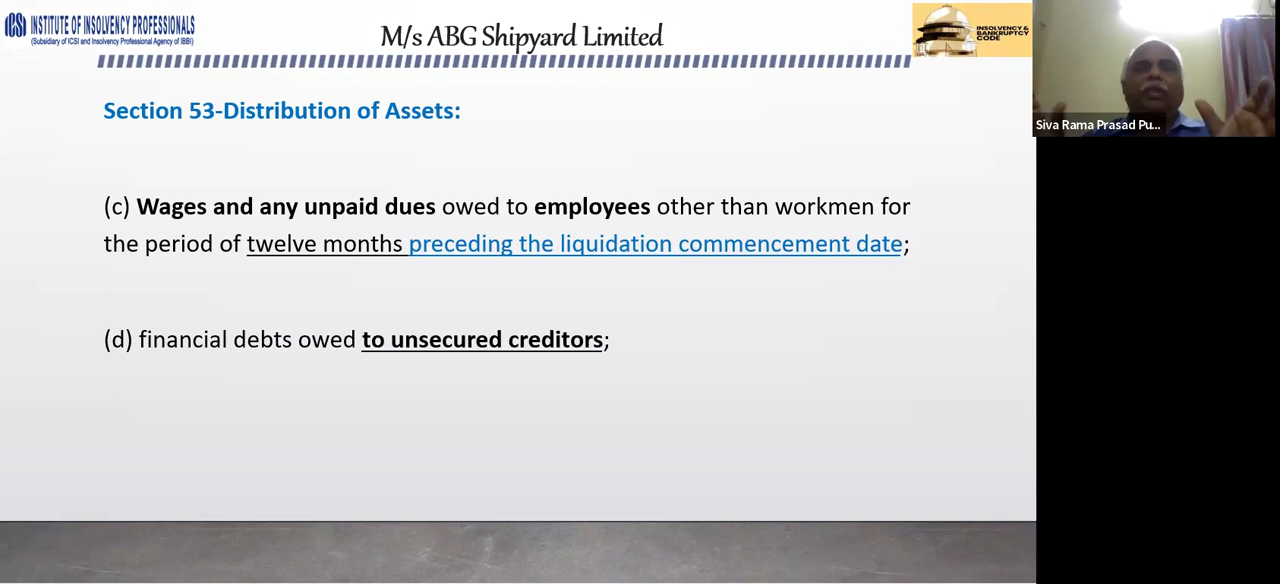 ICSI INSTITUTE OF INSOLVENCY PROFESSIONALS
(Subsidiary of ICSI and Insolvency Professional Agency of IBBI)
M/s ABG Shipyard Limited
INSOLVENCY &
BANKRUPTCY
CODE
Siva Rama Prasad Pu...
Section 53-Distribution of Assets:
(c) Wages and any unpaid dues owed to employees other than workmen for
the period of twelve months preceding the liquidation commencement date;
(d) financial debts owed to unsecured creditors;